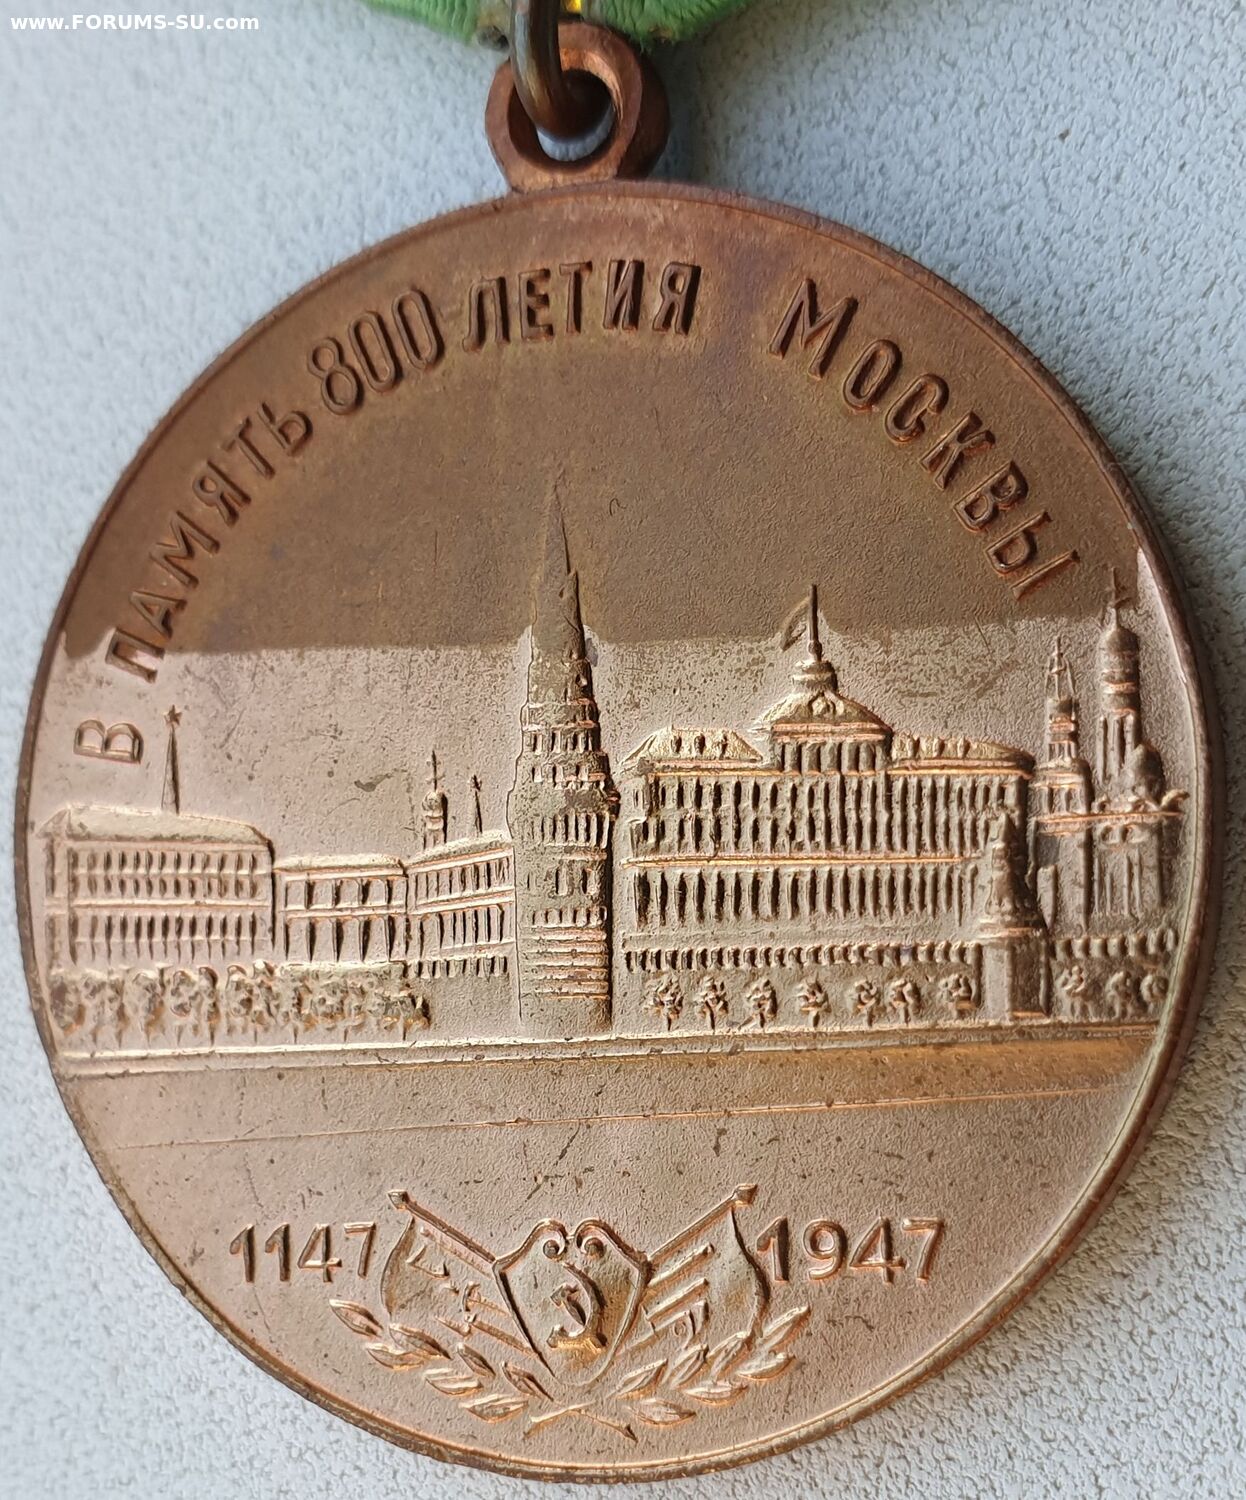 www.FORUMS-SU.com
В ПАМЯТЬ 800-ЛЕТИЯ МОСКВЫ
1147 1947